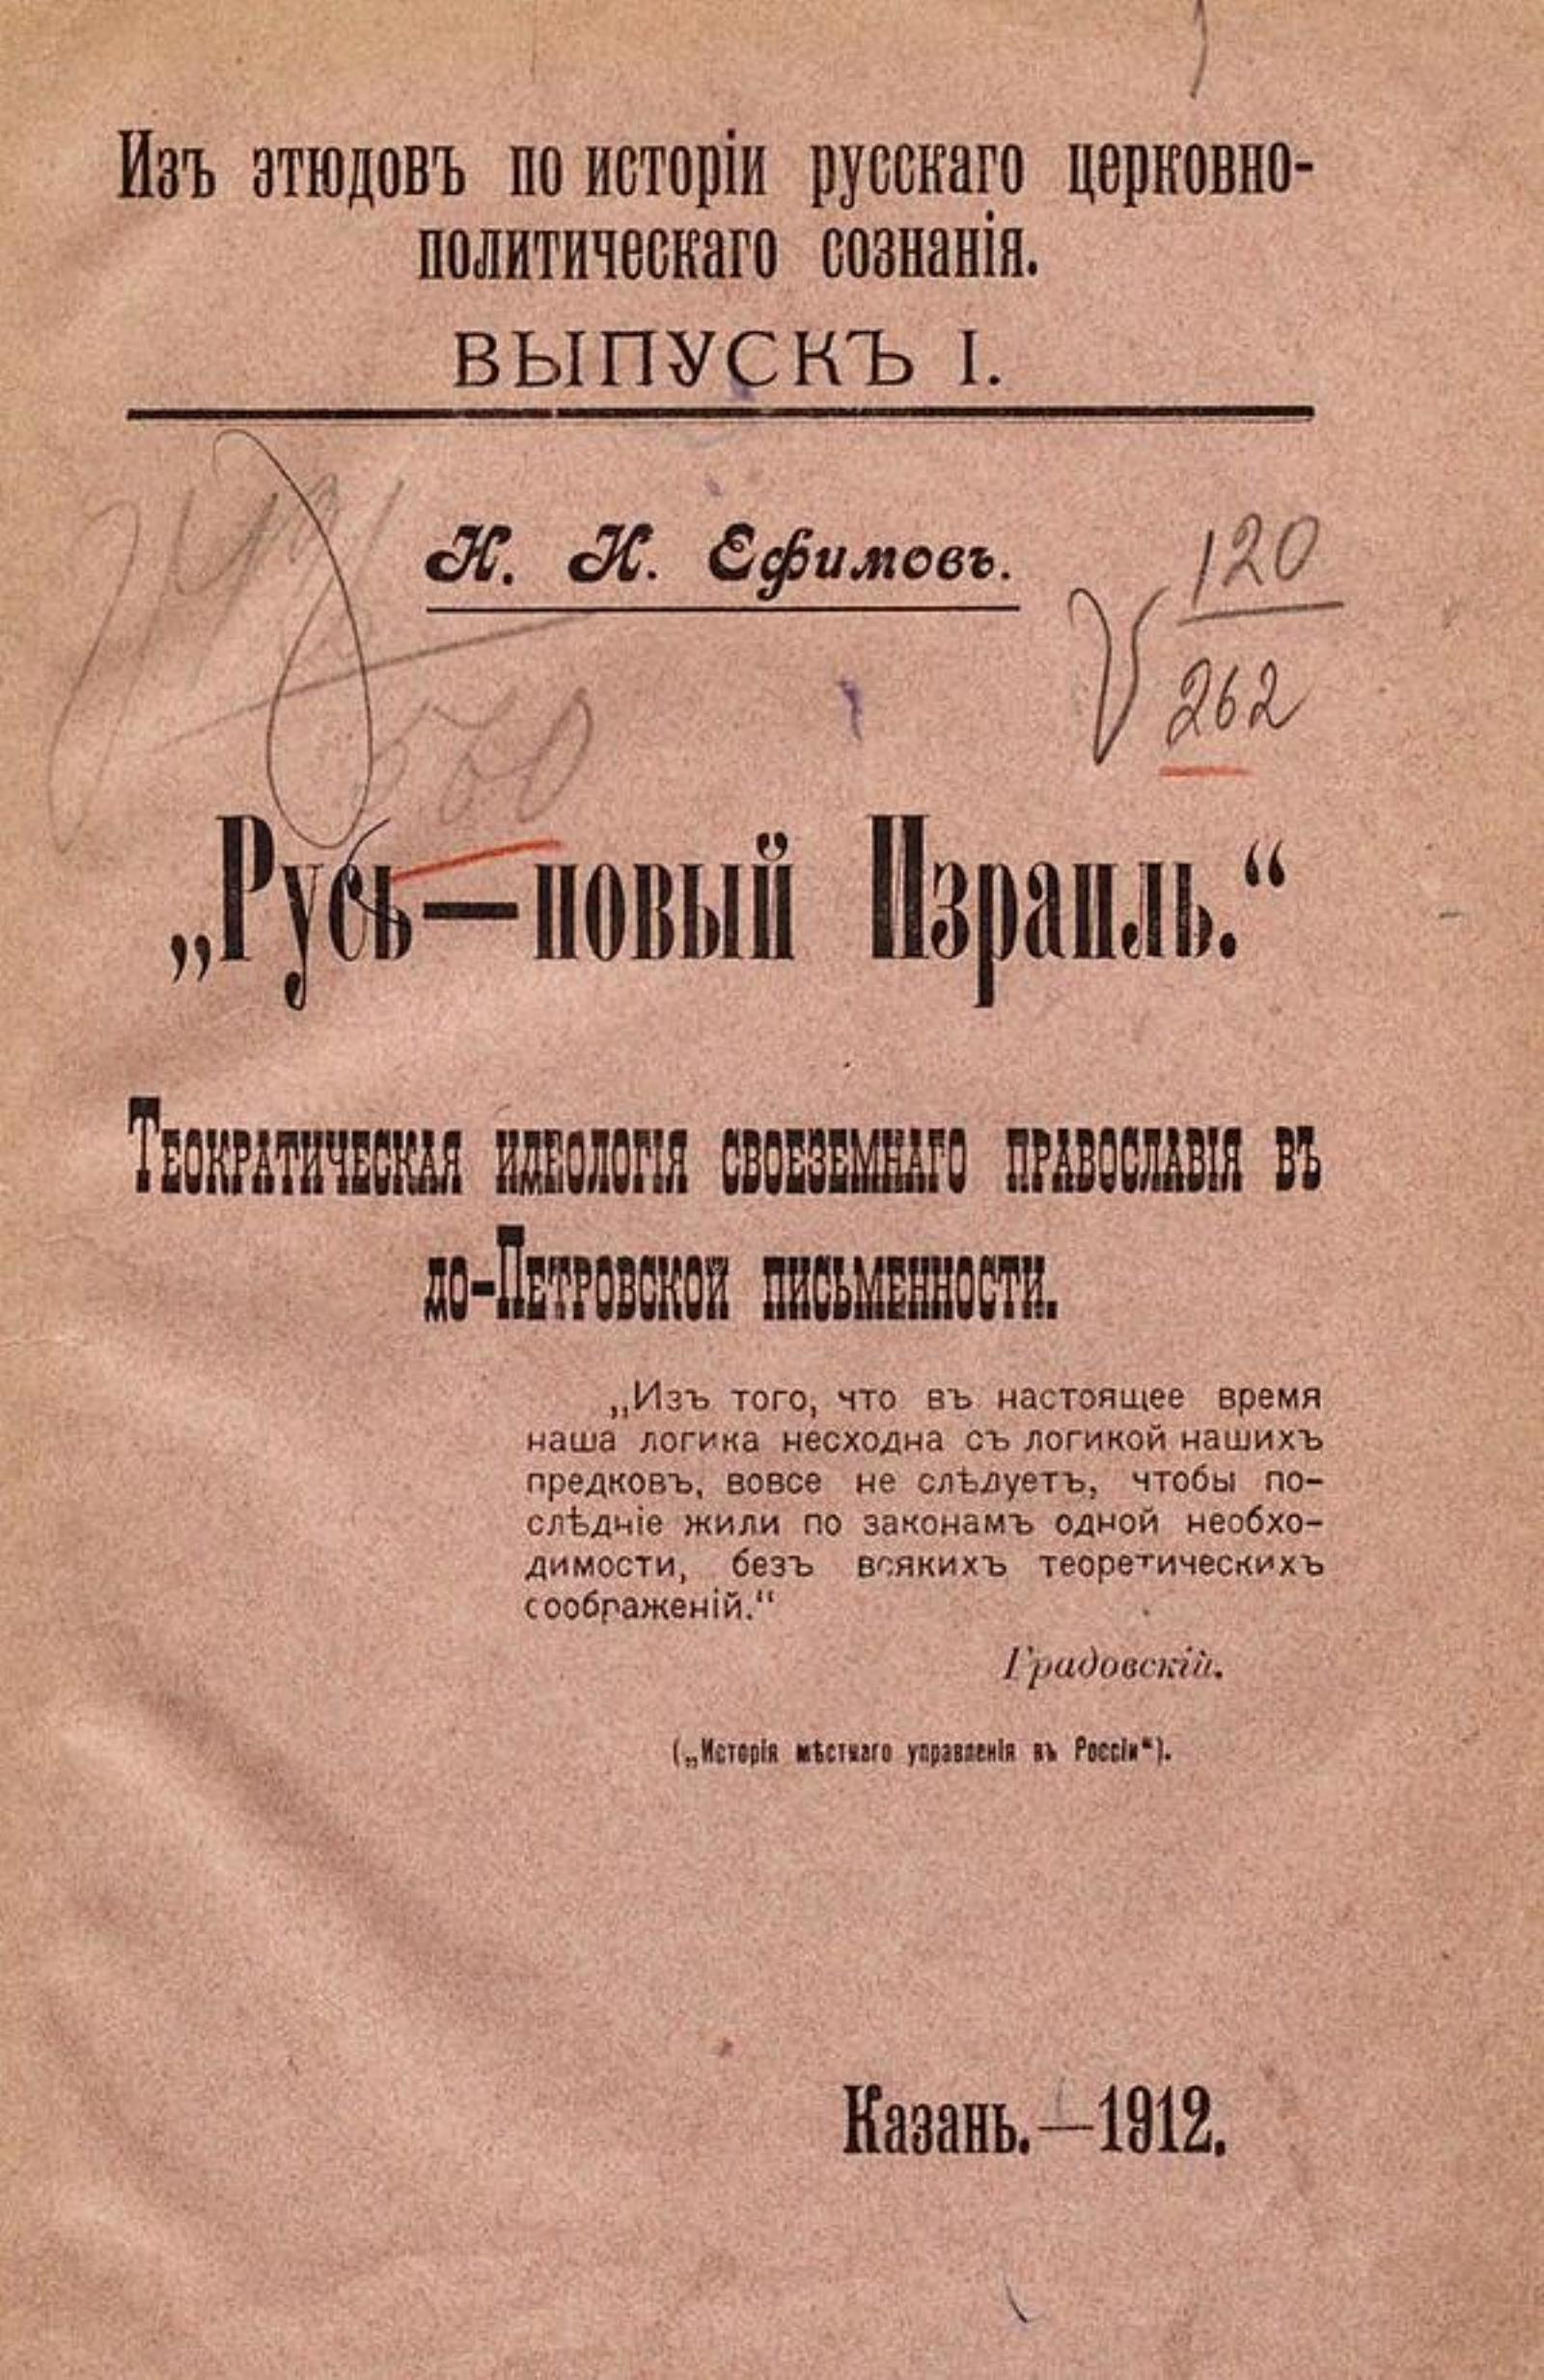 Изъ этюдовъ по исторіи русскаго церковно-
политическаго сознанія.
ВЫПУСКЪ I.
Н. И. Ефимовъ.
120
262
„Русь—новый Израиль.“
Теократическая идеологія своеземнаго православія въ
до-Петровской письменности.
„Изъ того, что въ настоящее время
наша логика несходна съ логикой нашихъ
предковъ, вовсе не слѣдуетъ, чтобы по-
слѣдніе жили по законамъ одной необхо-
димости, безъ всякихъ теоретическихъ
соображеній.“
Градовскій.
(„Исторія мѣстнаго управленія въ Россіи“).
Казань.—1912.